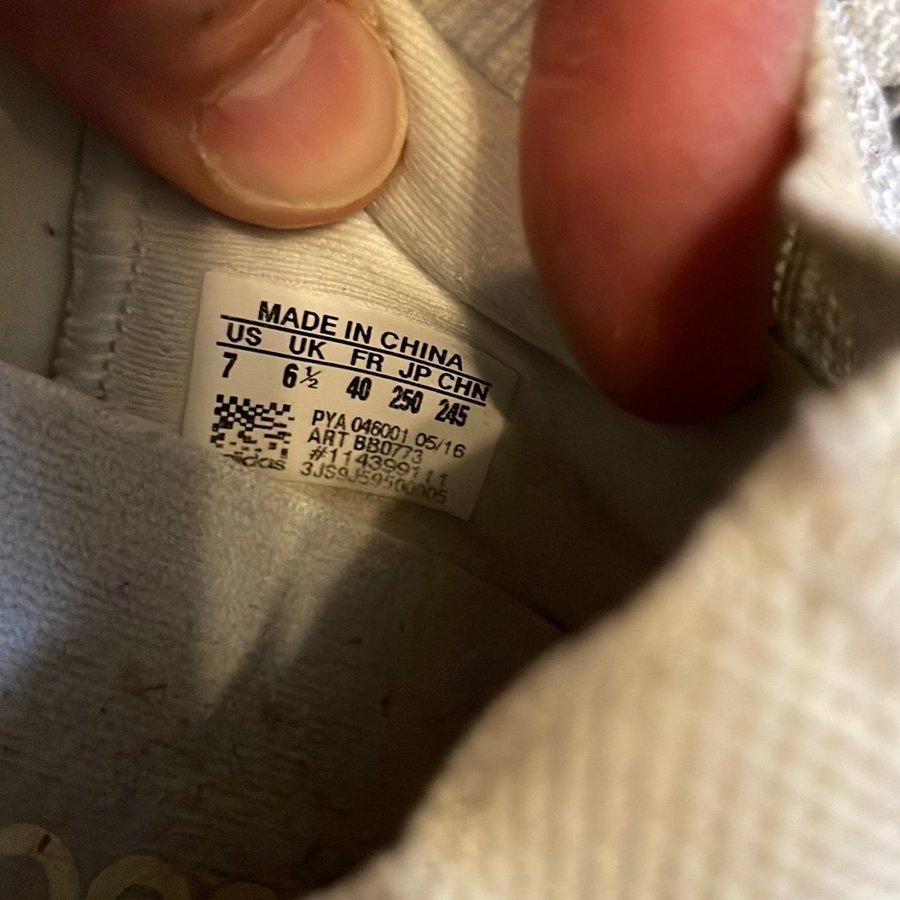 MADE IN CHINA
US UK FR JP CHN
7 6½ 40 250 245
PYA 046001 05/16
ART BB0773
#114399111
adidas